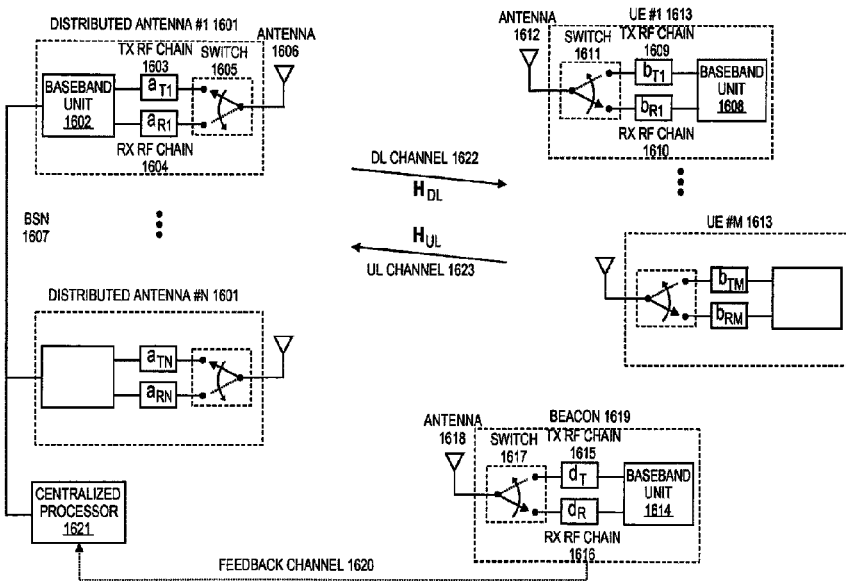 DISTRIBUTED ANTENNA #1 1601
TX RF CHAIN
1603
SWITCH
1605
ANTENNA
1606
BASEBAND
UNIT
1602
aT1
aR1
RX RF CHAIN
1604
BSN
1607
DISTRIBUTED ANTENNA #N 1601
aTN
aRN
CENTRALIZED
PROCESSOR
1621
DL CHANNEL 1622
HDL
HUL
UL CHANNEL 1623
UE #1 1613
ANTENNA
1612
SWITCH
1611
TX RF CHAIN
1609
bT1
bR1
BASEBAND
UNIT
1608
RX RF CHAIN
1610
UE #M 1613
bTM
bRM
BEACON 1619
ANTENNA
1618
SWITCH
1617
TX RF CHAIN
1615
dT
dR
BASEBAND
UNIT
1614
RX RF CHAIN
1616
FEEDBACK CHANNEL 1620